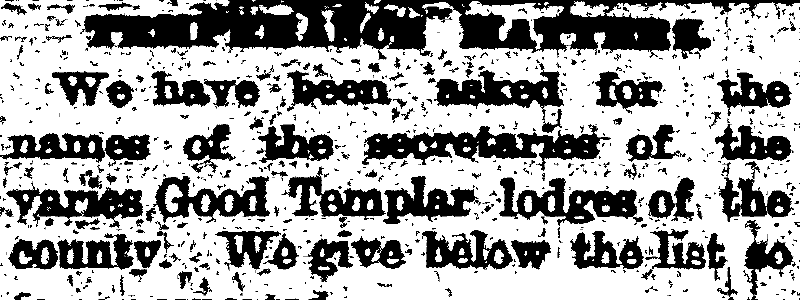 TEMPERANCE MATTERS.
We have been asked for the
names of the secretaries of the
varies Good Templar lodges of the
county. We give below the list so